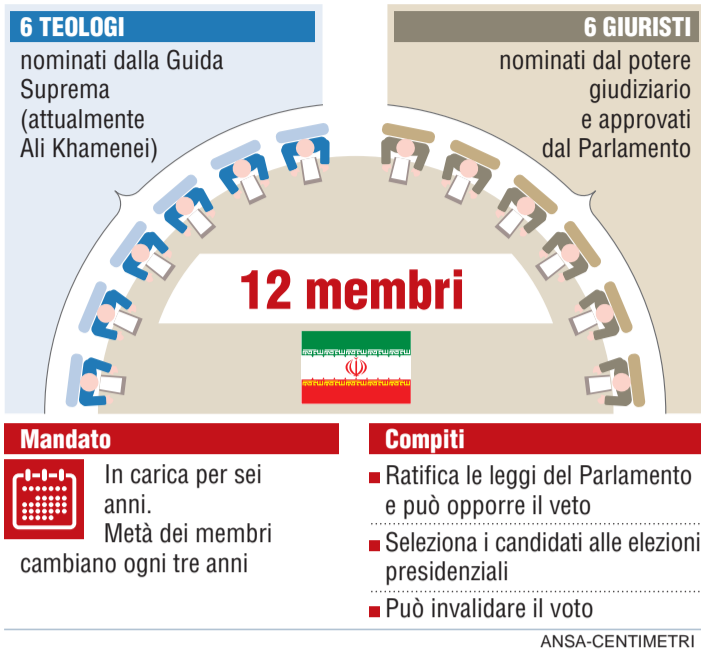 6 TEOLOGI
nominati dalla Guida
Suprema
(attualmente
Ali Khamenei)
6 GIURISTI
nominati dal potere
giudiziario
e approvati
dal Parlamento
12 membri
Mandato
In carica per sei
anni.
Metà dei membri
cambiano ogni tre anni
Compiti
Ratifica le leggi del Parlamento
e può opporre il veto
Seleziona i candidati alle elezioni
presidenziali
Può invalidare il voto
ANSA-CENTIMETRI